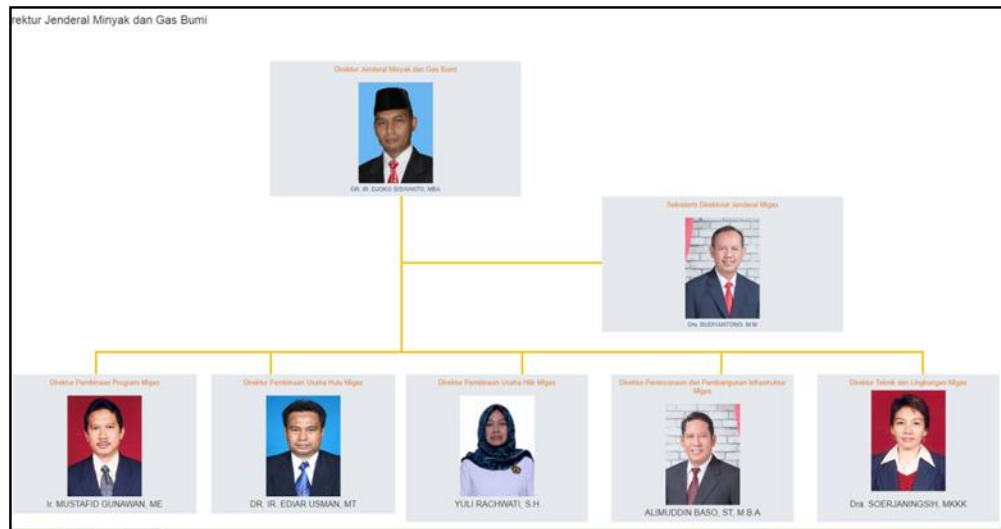 rektur Jenderal Minyak dan Gas Bumi
Direktur Jenderal Minyak dan Gas Bumi
DR. IR. DJOKO SISWANTO, MBA
Sekretaris Direktorat Jenderal Migas
Drs. BUDIYANTONO, M.M
Direktur Pembinaan Program Migas
Ir. MUSTAFID GUNAWAN, ME
Direktur Pembinaan Usaha Hulu Migas
DR. IR. EDIAR USMAN, MT
Direktur Pembinaan Usaha Hilir Migas
YULI RACHWATI, S.H
Direktur Perencanaan dan Pembangunan Infrastruktur
Migas
ALIMUDDIN BASO, ST, M.B.A
Direktur Teknik dan Lingkungan Migas
Dra. SOERJANINGSIH, MKKK